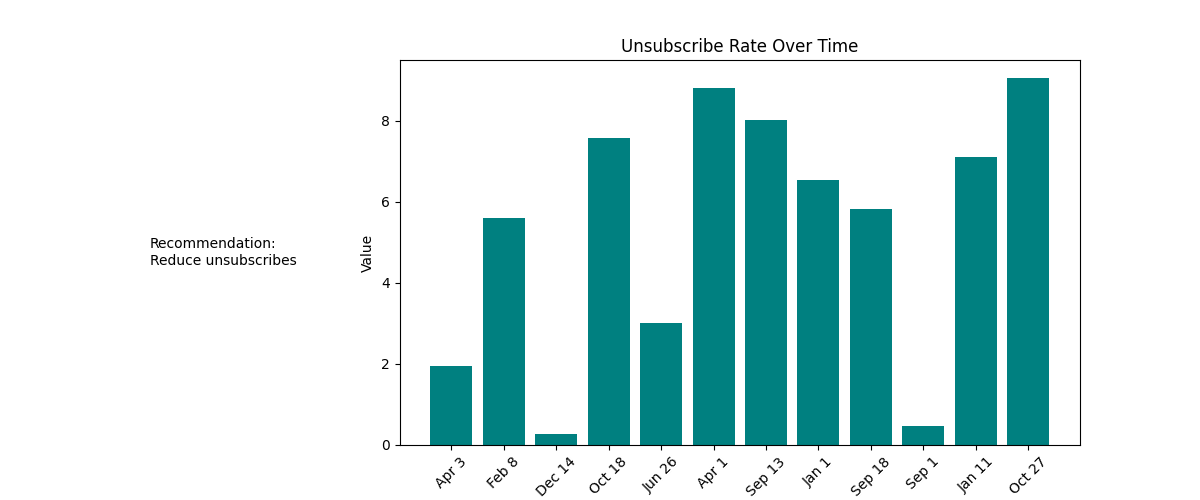 Unsubscribe Rate Over Time
Recommendation:
Reduce unsubscribes
Value
8
6
4
2
0
Apr 3
Feb 8
Dec 14
Oct 18
Jun 26
Apr 1
Sep 13
Jan 1
Sep 18
Sep 1
Jan 11
Oct 27